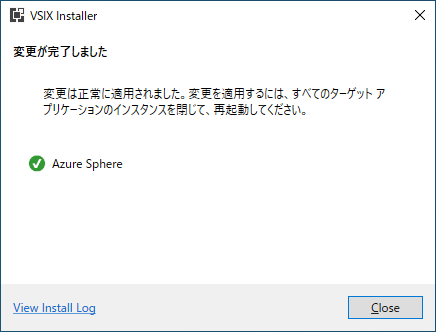 VSIX Installer
変更が完了しました
変更は正常に適用されました。変更を適用するには、すべてのターゲット ア
プリケーションのインスタンスを閉じて、再起動してください。
Azure Sphere
View Install Log
Close